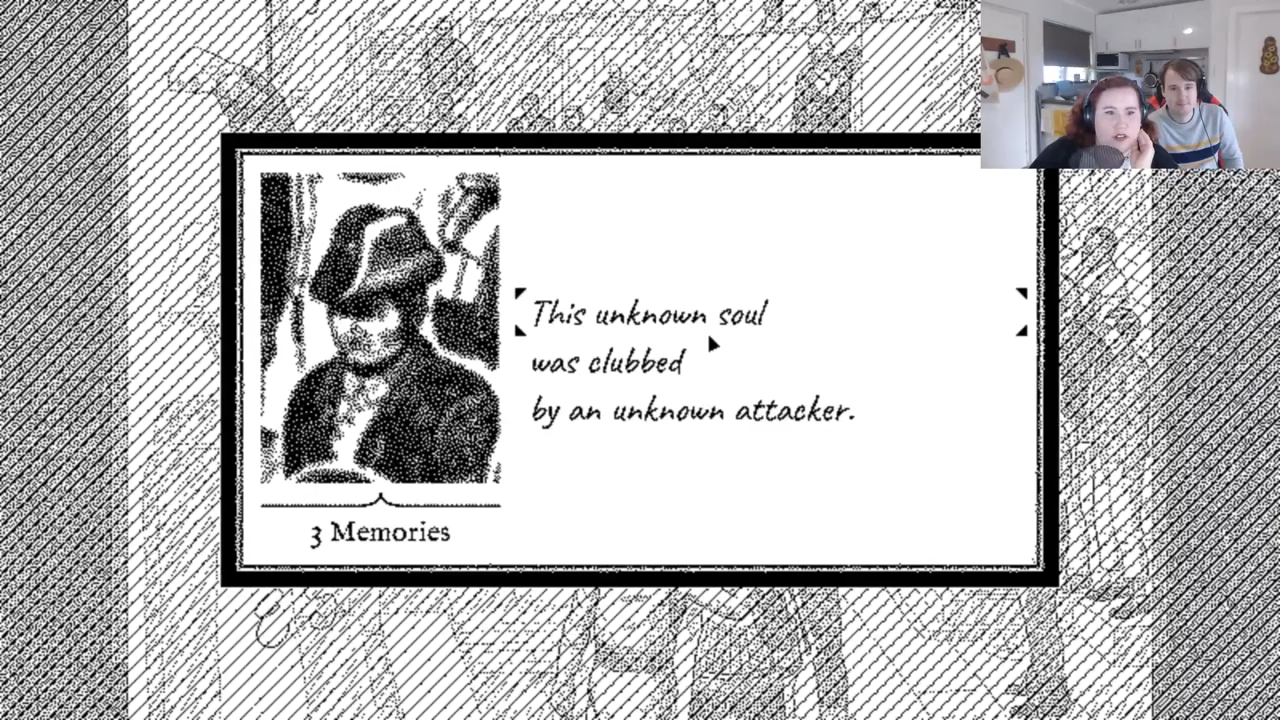 This unknown soul
was clubbed
by an unknown attacker.
3 Memories